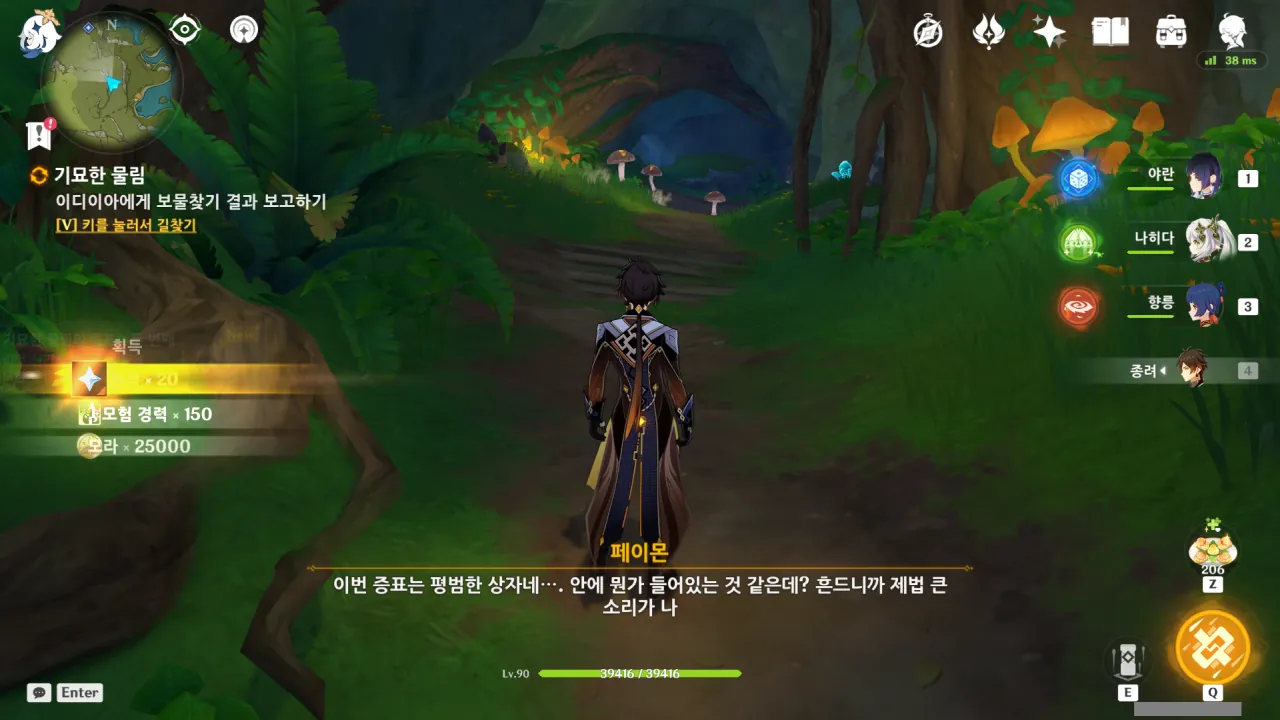 N
38 ms
기묘한 물림
이디이아에게 보물찾기 결과 보고하기
[V] 키를 눌러서 길찾기
야란 1
나히다 2
향릉 3
종려 4
획득
× 20
모험 경력 × 150
모라 × 25000
페이몬
이번 증표는 평범한 상자네…. 안에 뭔가 들어있는 것 같은데? 흔드니까 제법 큰
소리가 나
206
Z
Lv.90 39416 / 39416
Enter
E Q